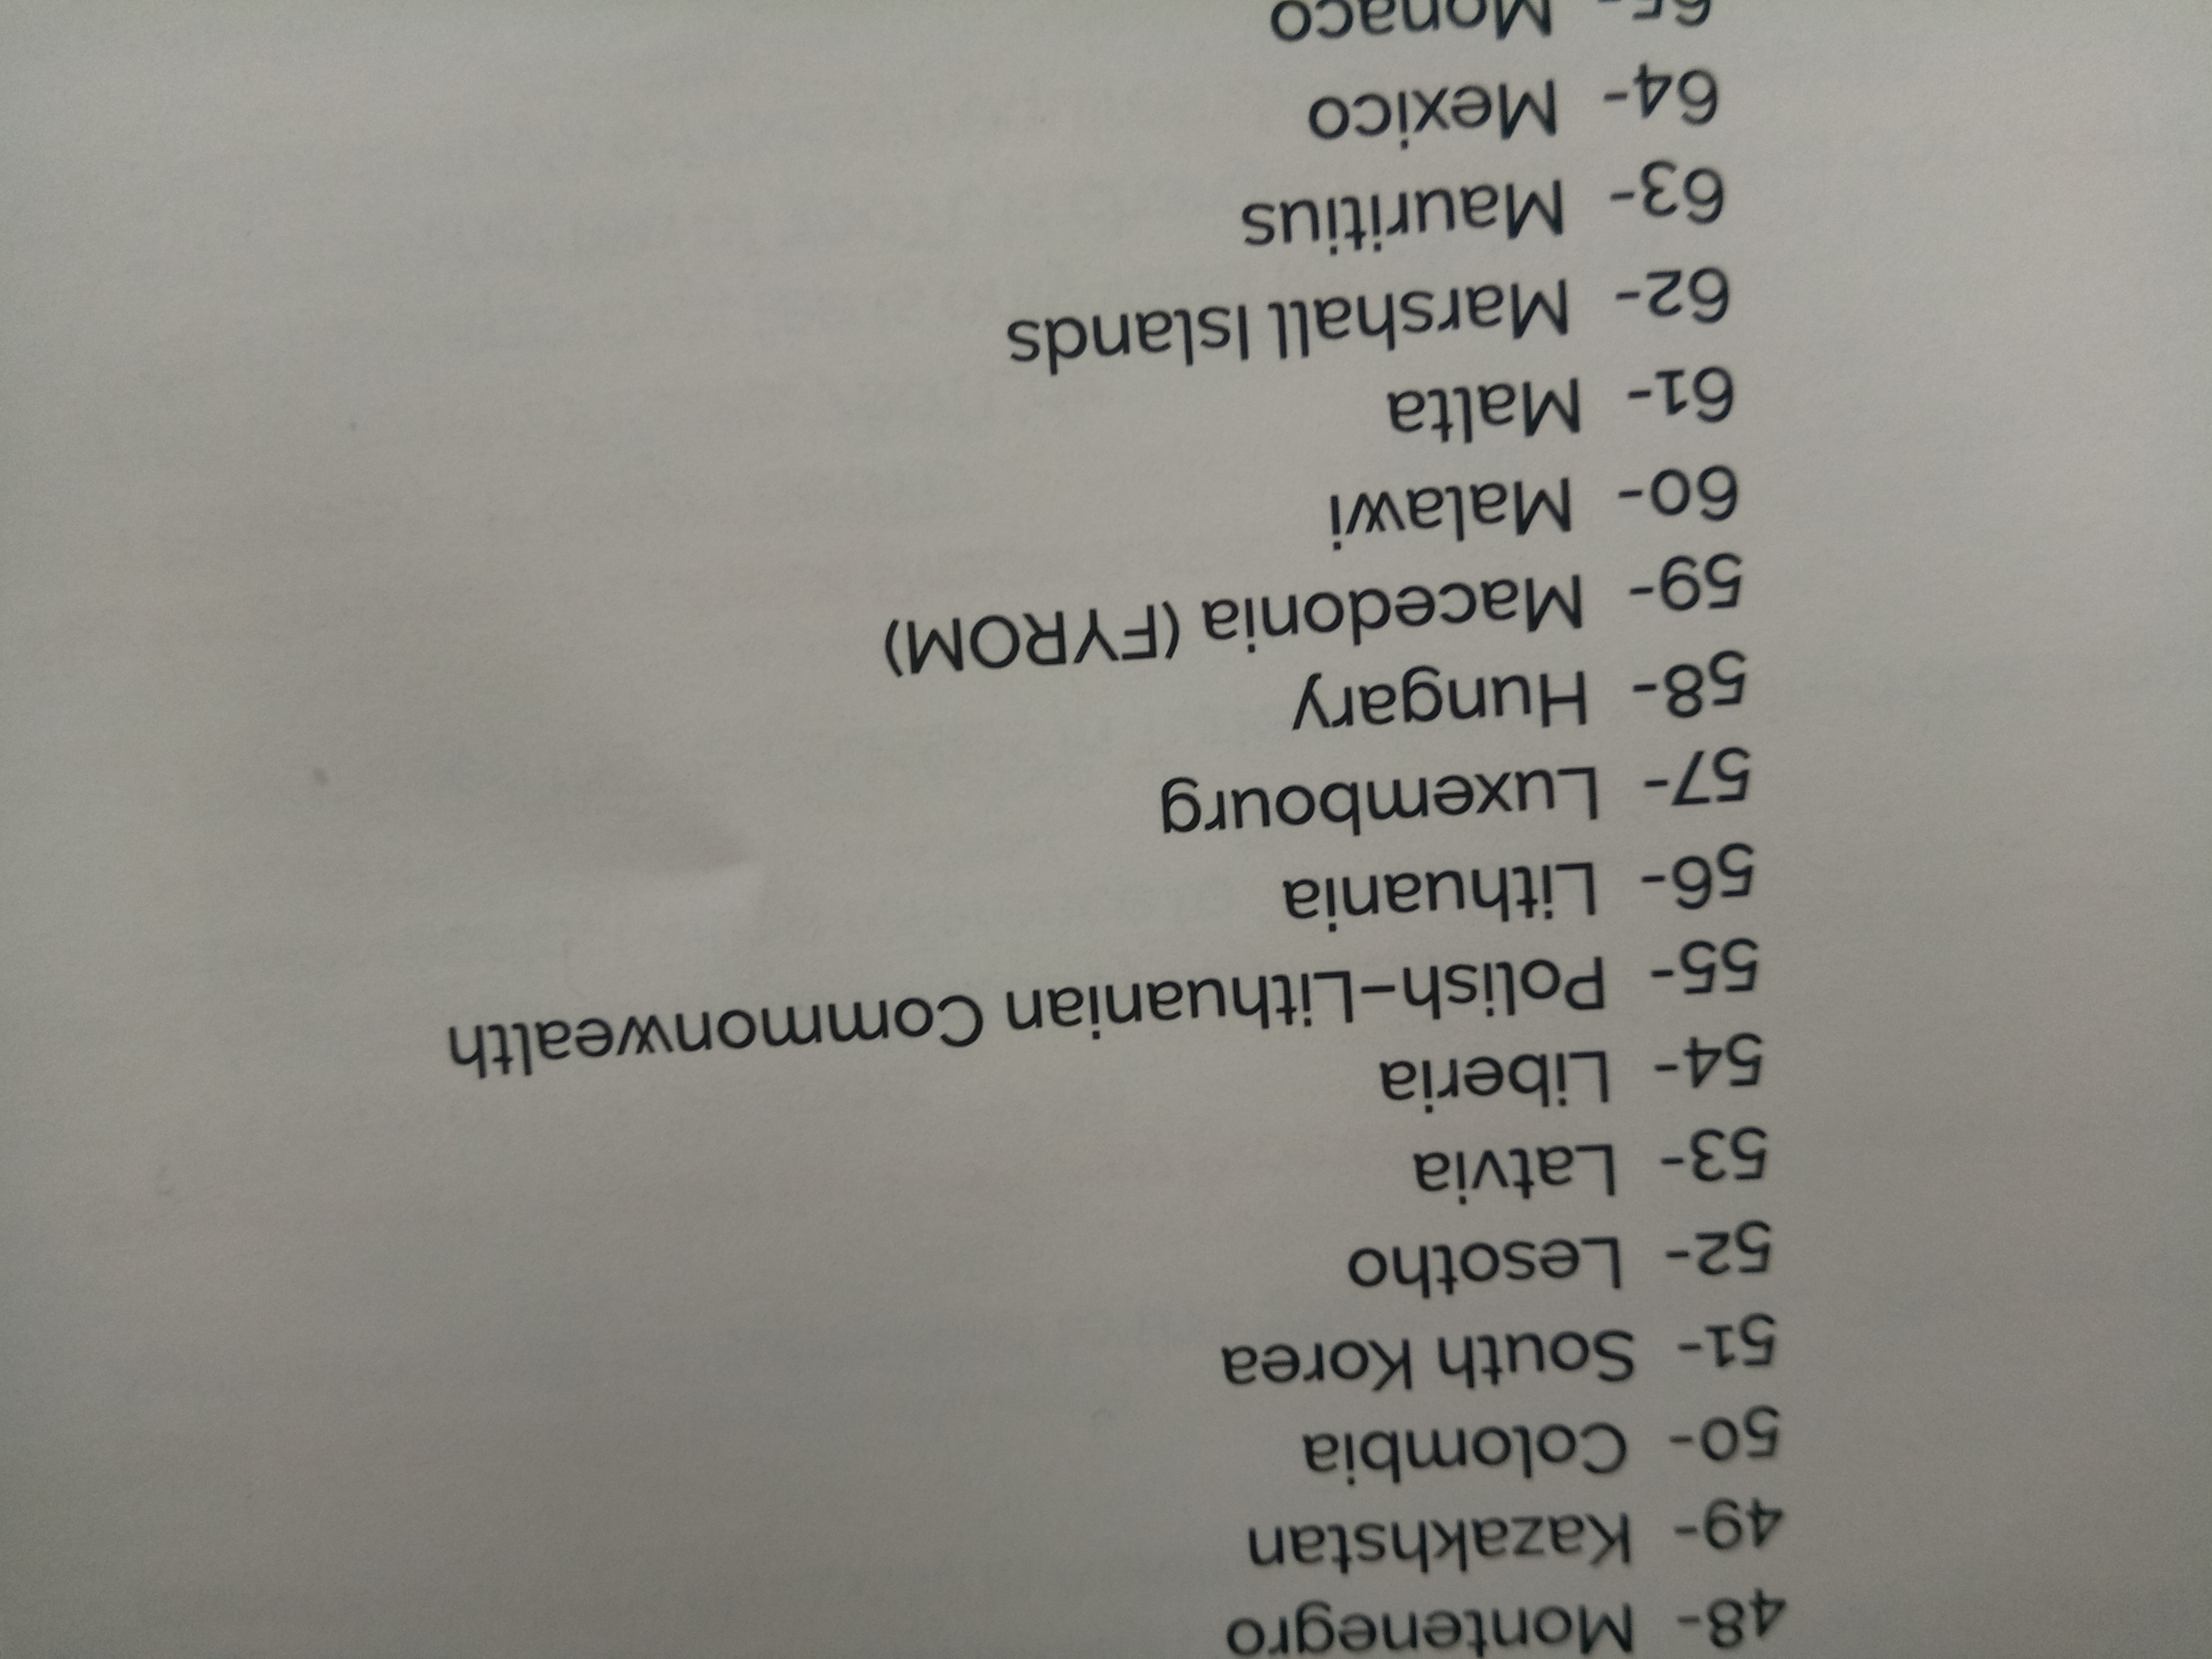 48- Montenegro
49- Kazakhstan
50- Colombia
51- South Korea
52- Lesotho
53- Latvia
54- Liberia
55- Polish–Lithuanian Commonwealth
56- Lithuania
57- Luxembourg
58- Hungary
59- Macedonia (FYROM)
60- Malawi
61- Malta
62- Marshall Islands
63- Mauritius
64- Mexico
65- Monaco